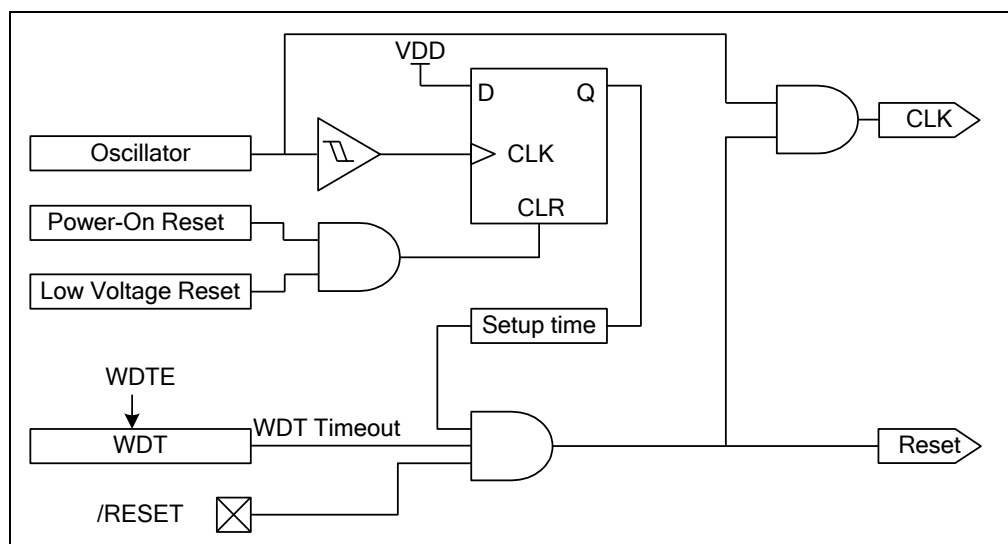 VDD
D
Q
CLK
Oscillator
CLK
Power-On Reset
CLR
Low Voltage Reset
Setup time
WDTE
WDT Timeout
WDT
Reset
/RESET